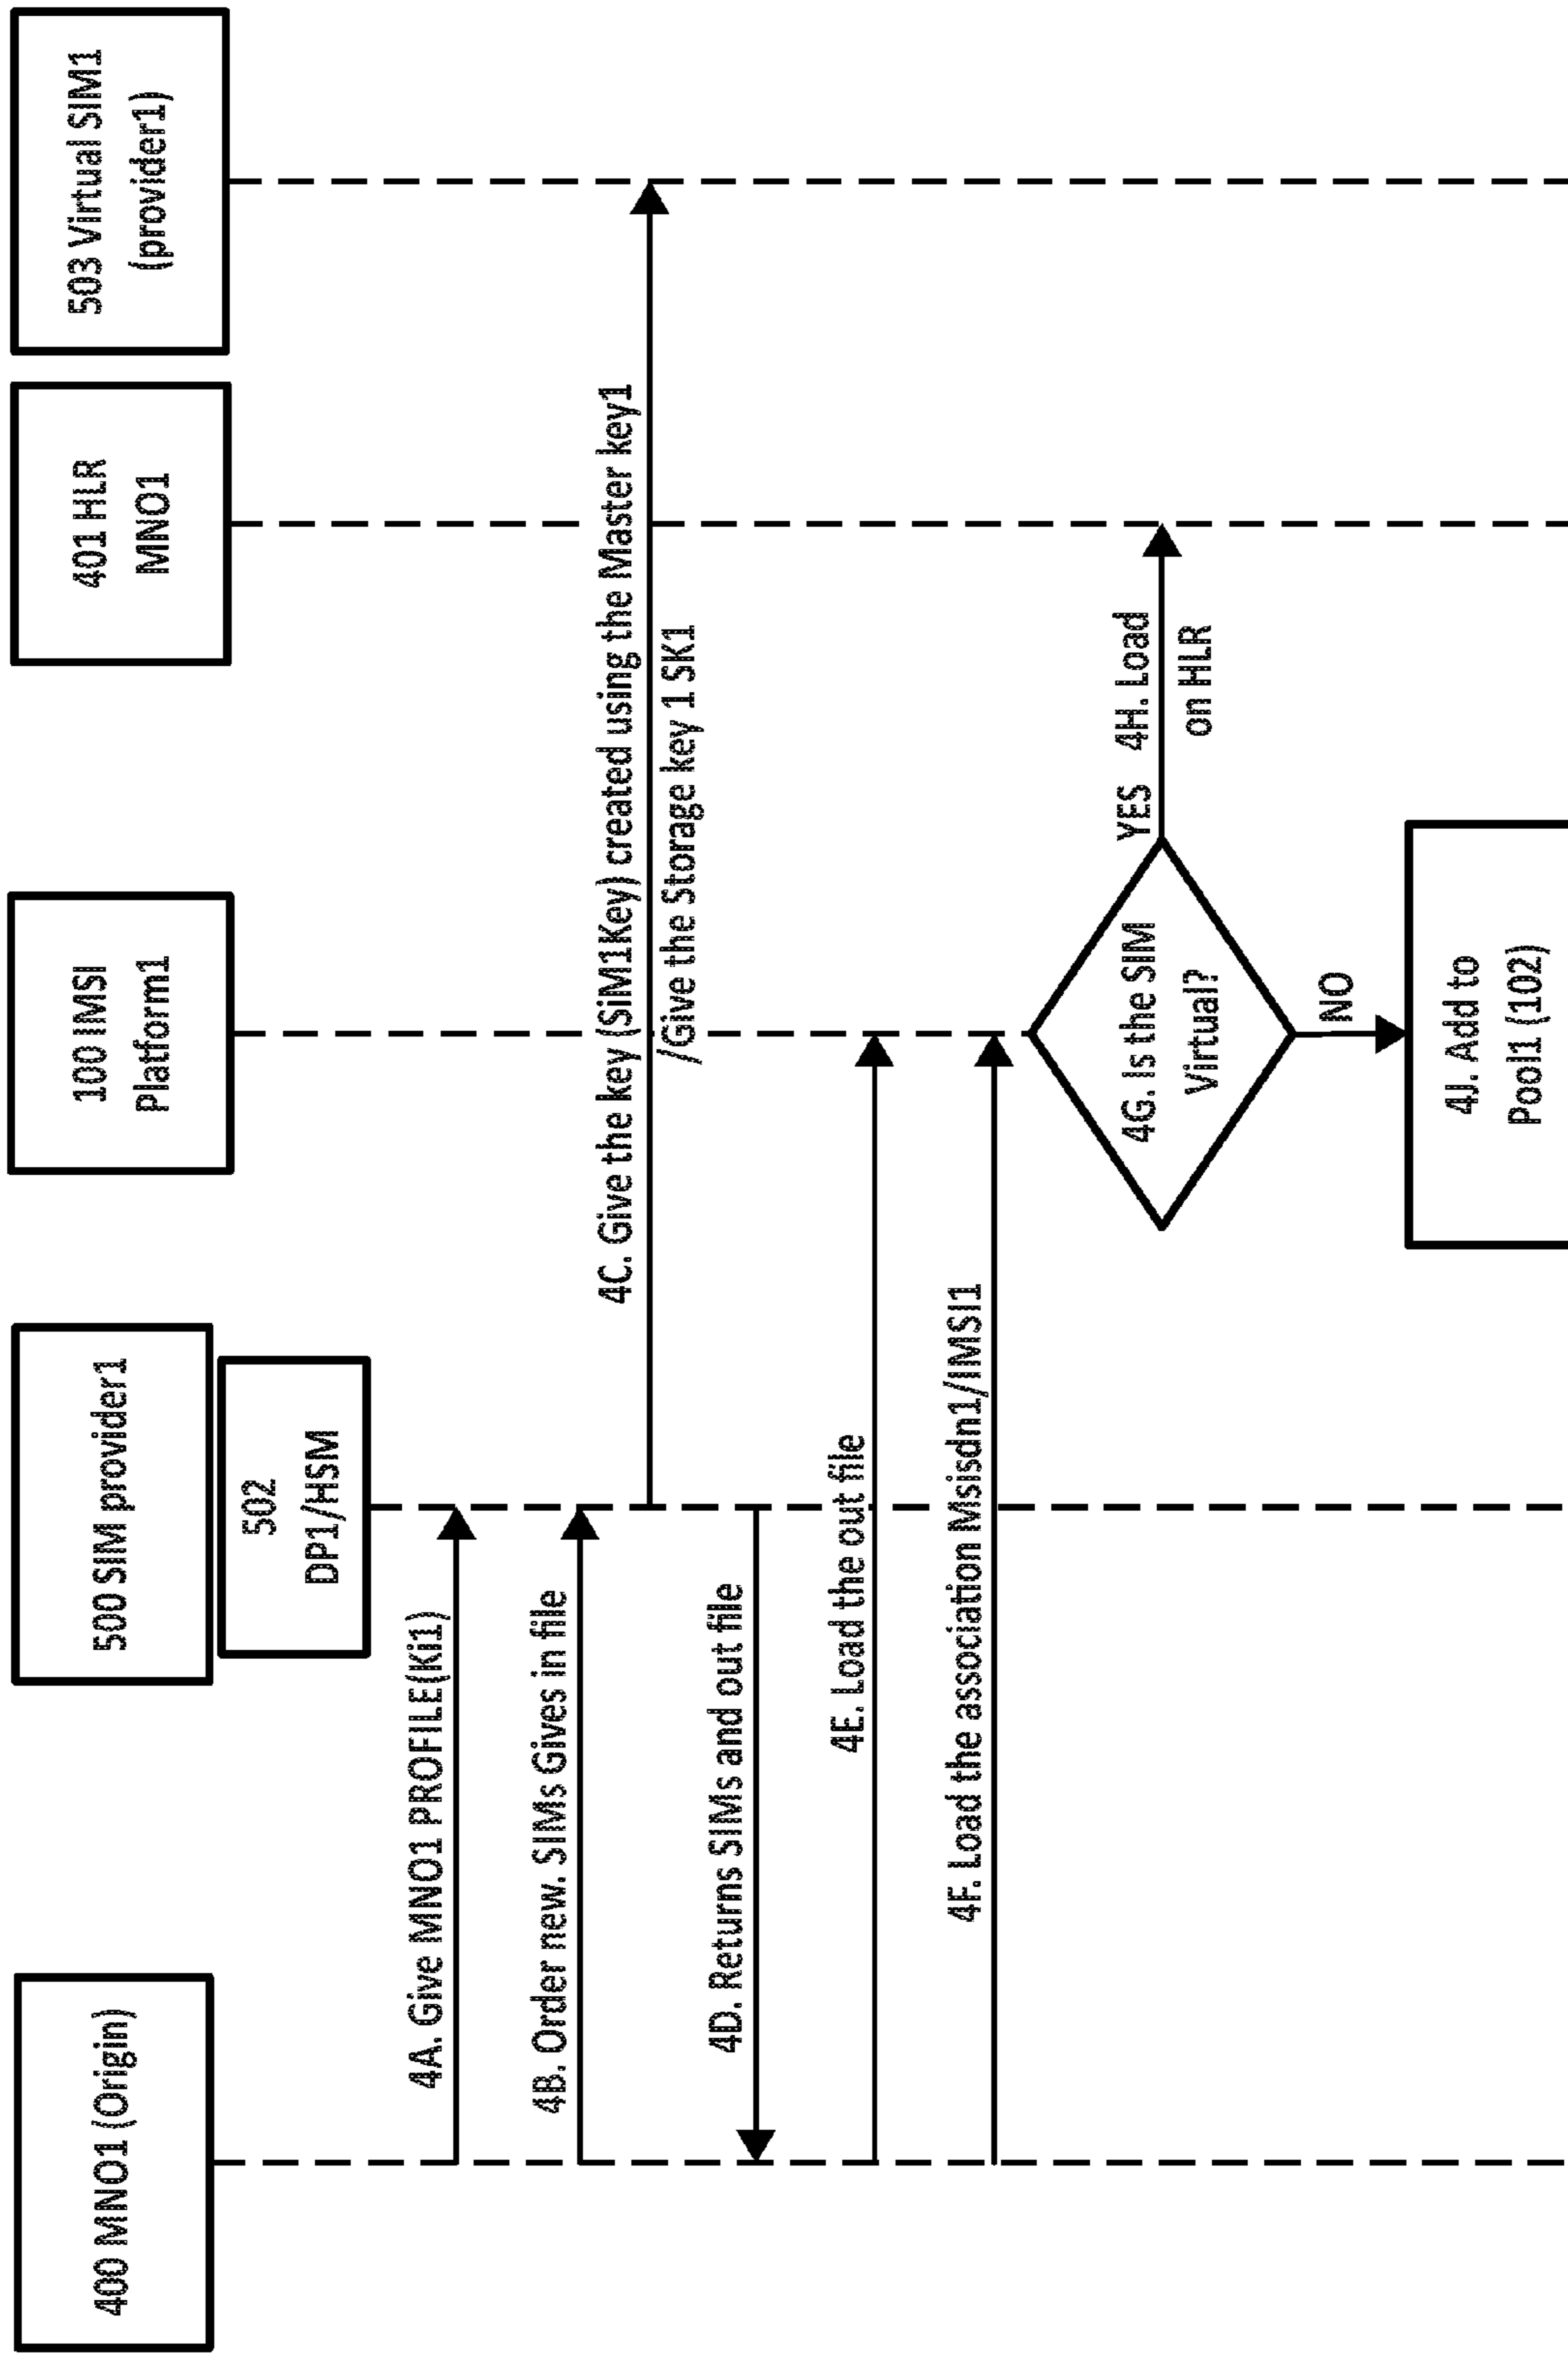 400 MNO1 (Origin)
500 SIM provider1
502
DP1/HSM
100 IMSI
Platform1
401 HLR
MNO1
503 Virtual SIM1
(provider1)
4A. Give MNO1 PROFILE(Ki1)
4B. Order new. SIMs Gives in file
4C. Give the key (SiM1Key) created using the Master key1
/Give the Storage key 1 SK1
4D. Returns SIMs and out file
4E. Load the out file
4F. Load the association Msisdn1/IMSI1
4G. Is the SIM
Virtual?
YES
4H. Load
on HLR
NO
4J. Add to
Pool1 (102)